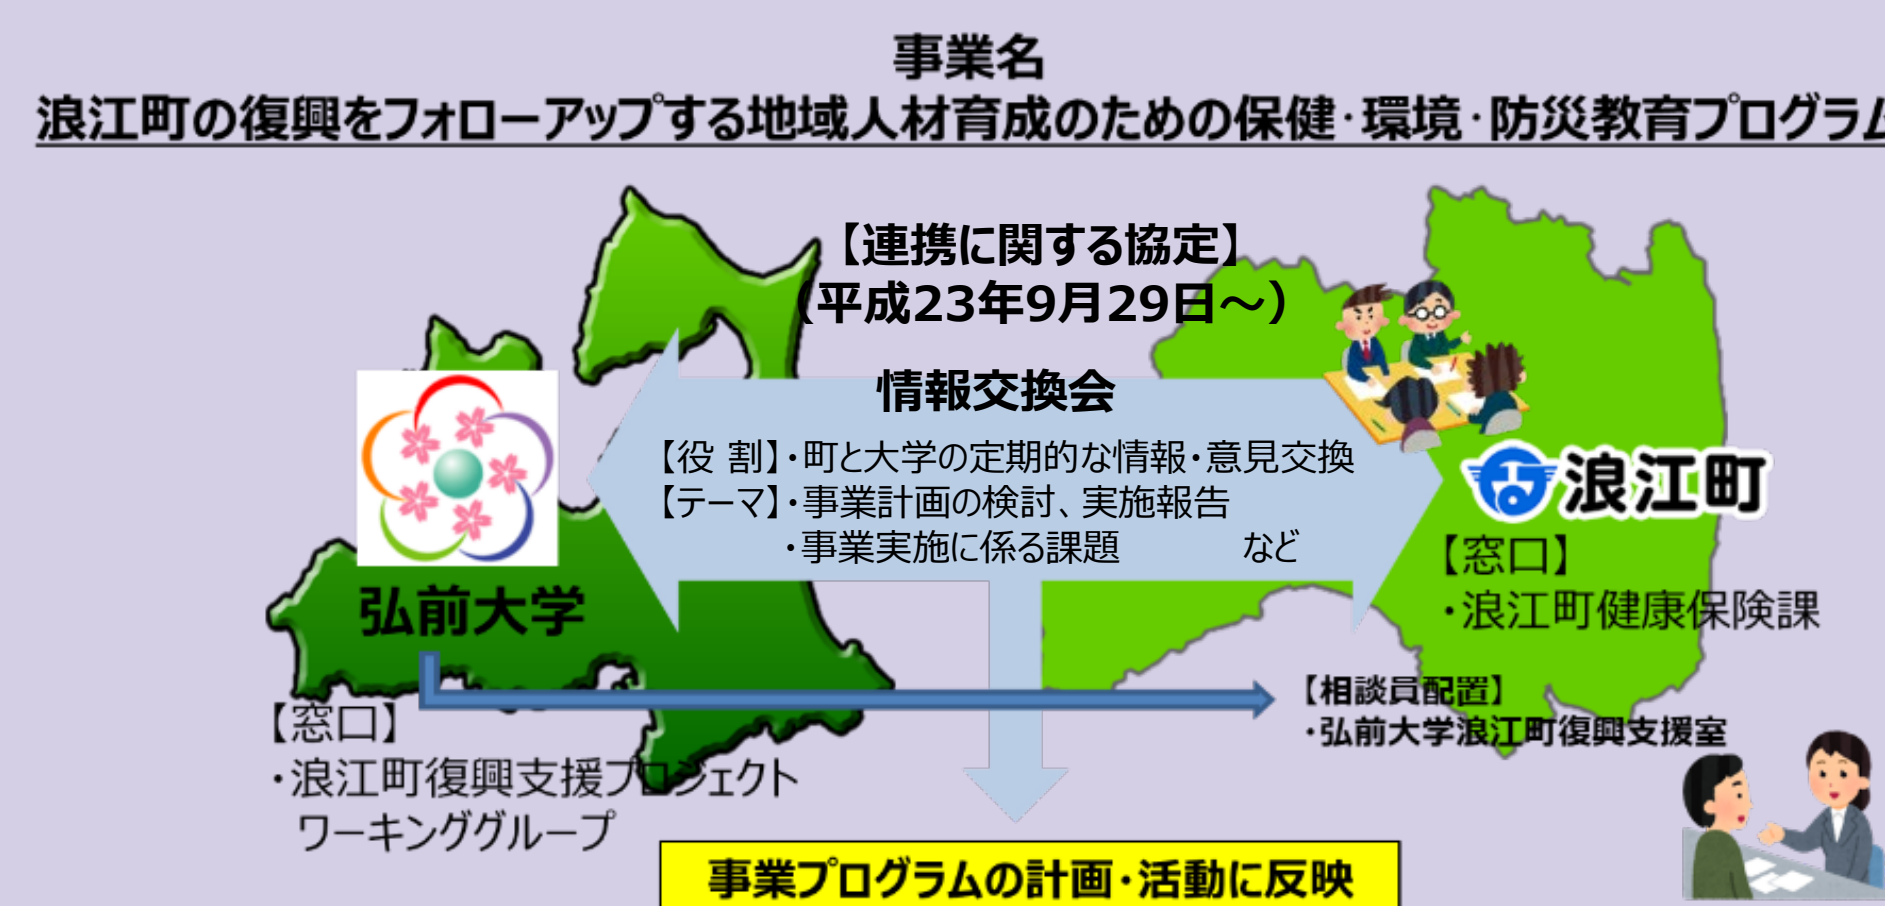 事業名
浪江町の復興をフォローアップする地域人材育成のための保健・環境・防災教育プログラム
【連携に関する協定】
（平成23年9月29日～）
情報交換会
【役 割】・町と大学の定期的な情報・意見交換
【テーマ】・事業計画の検討、実施報告
・事業実施に係る課題　　　など
弘前大学
浪江町
【窓口】
・浪江町健康保険課
【相談員配置】
・弘前大学浪江町復興支援室
【窓口】
・浪江町復興支援プロジェクト
ワーキンググループ
事業プログラムの計画・活動に反映